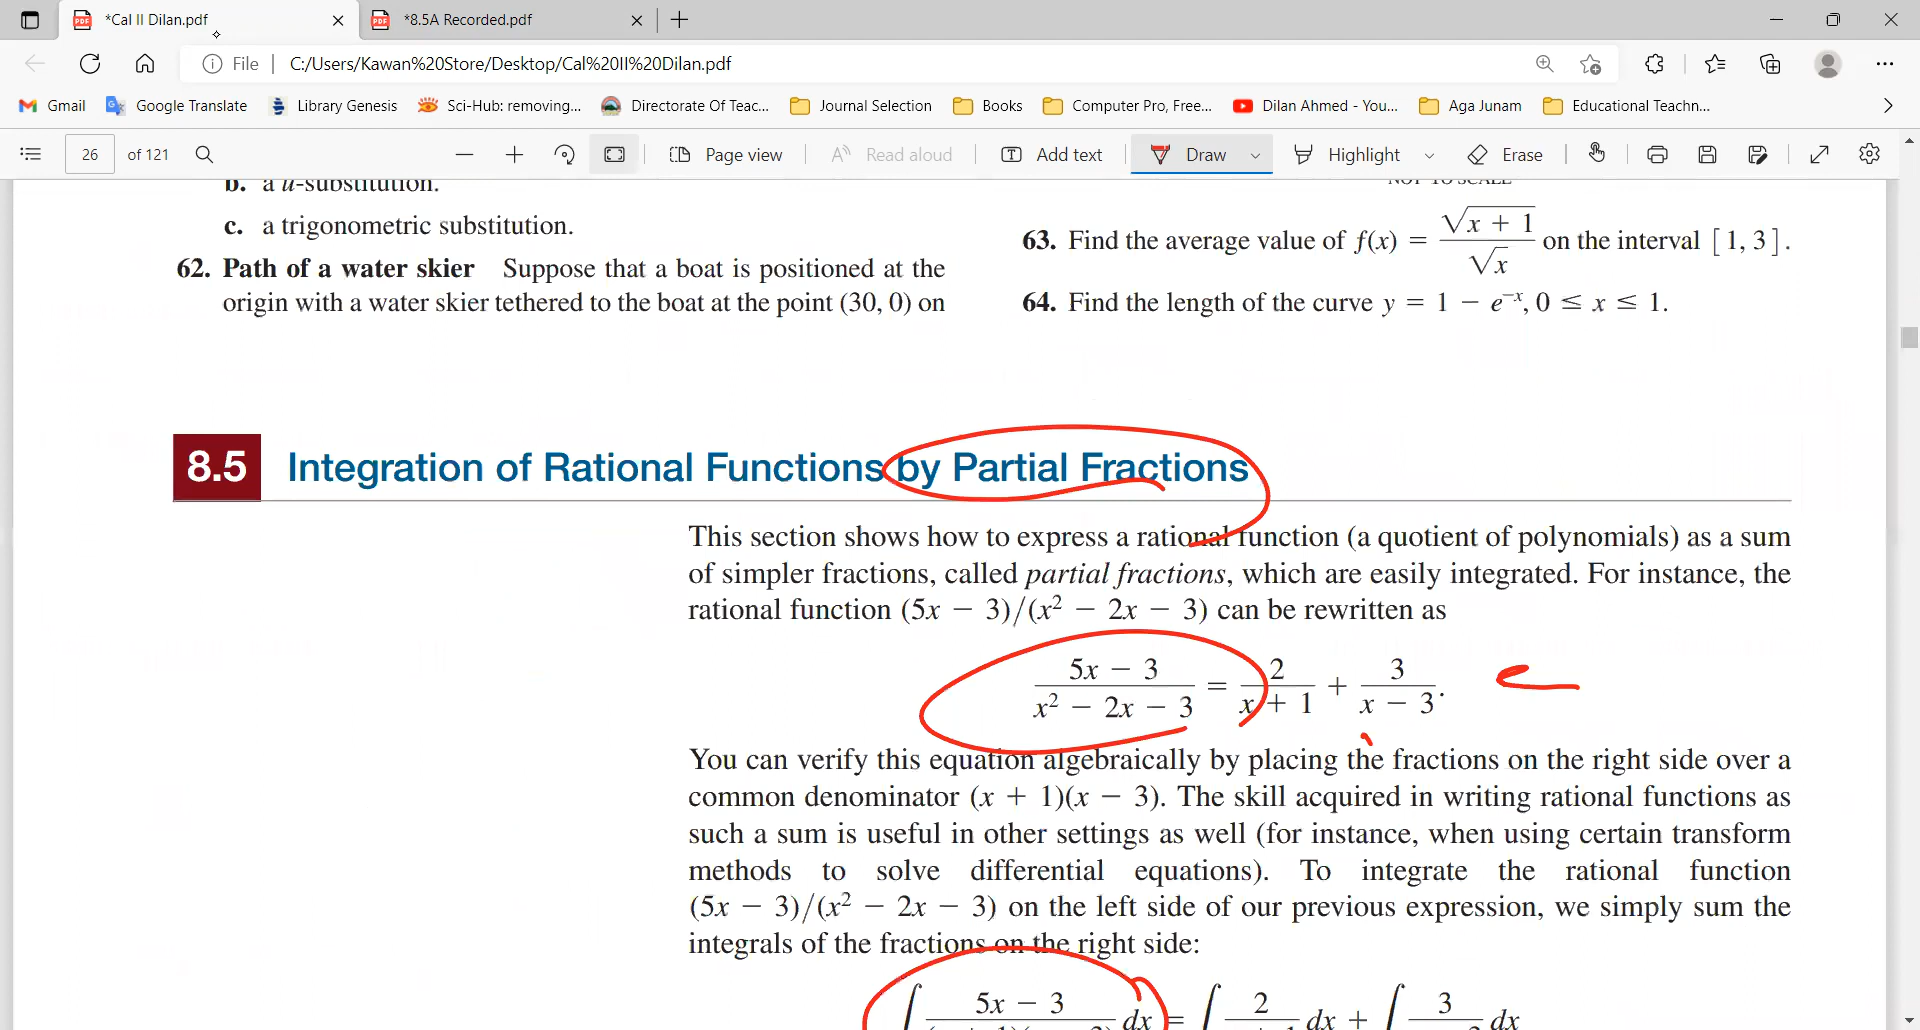 *Cal II Dilan.pdf
*8.5A Recorded.pdf
File | C:/Users/Kawan%20Store/Desktop/Cal%20II%20Dilan.pdf
Gmail Google Translate Library Genesis Sci-Hub: removing... Directorate Of Teac... Journal Selection Books Computer Pro, Free... Dilan Ahmed - You... Aga Junam Educational Teachn...
26 of 121 Page view Read aloud Add text Draw Highlight Erase
b. a u-substitution.
c. a trigonometric substitution.
62. Path of a water skier Suppose that a boat is positioned at the
origin with a water skier tethered to the boat at the point (30, 0) on
NOT TO SCALE
63. Find the average value of f(x) = √(x + 1) / √x on the interval [1, 3].
64. Find the length of the curve y = 1 − e⁻ˣ, 0 ≤ x ≤ 1.
8.5 Integration of Rational Functions by Partial Fractions
This section shows how to express a rational function (a quotient of polynomials) as a sum
of simpler fractions, called partial fractions, which are easily integrated. For instance, the
rational function (5x − 3)/(x² − 2x − 3) can be rewritten as
(5x − 3)/(x² − 2x − 3) = 2/(x + 1) + 3/(x − 3).
You can verify this equation algebraically by placing the fractions on the right side over a
common denominator (x + 1)(x − 3). The skill acquired in writing rational functions as
such a sum is useful in other settings as well (for instance, when using certain transform
methods to solve differential equations). To integrate the rational function
(5x − 3)/(x² − 2x − 3) on the left side of our previous expression, we simply sum the
integrals of the fractions on the right side:
∫ 5x − 3 dx = ∫ 2 dx + ∫ 3 dx